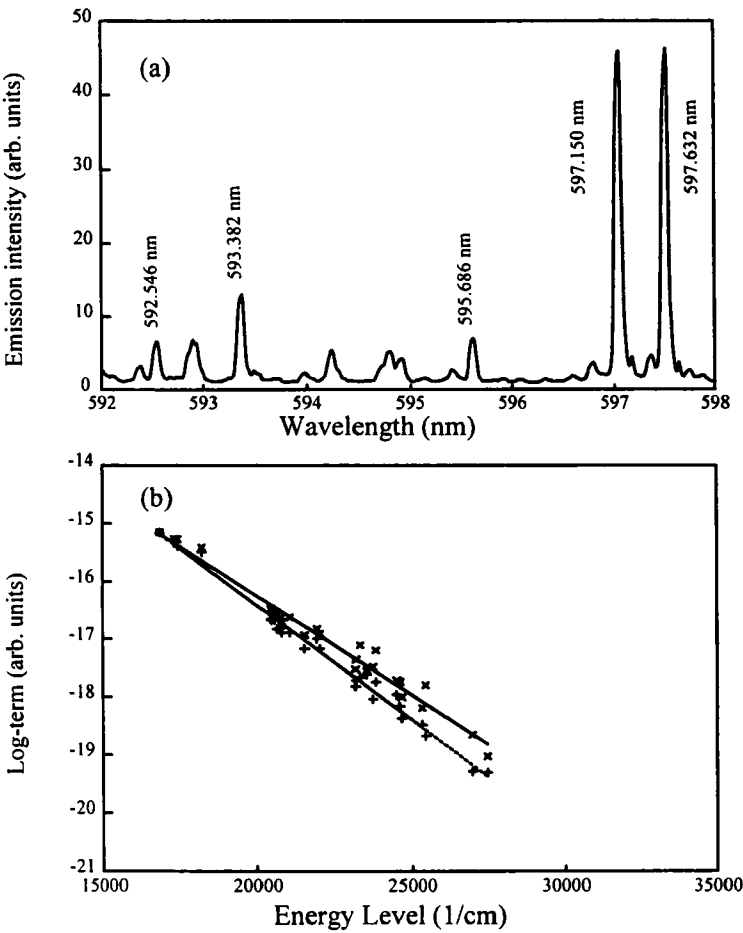 50
40
30
20
10
0
Emission intensity (arb. units)
(a)
592.546 nm
593.382 nm
595.686 nm
597.150 nm
597.632 nm
592 593 594 595 596 597 598
Wavelength (nm)
-14
-15
-16
-17
-18
-19
-20
-21
Log-term (arb. units)
(b)
15000 20000 25000 30000 35000
Energy Level (1/cm)